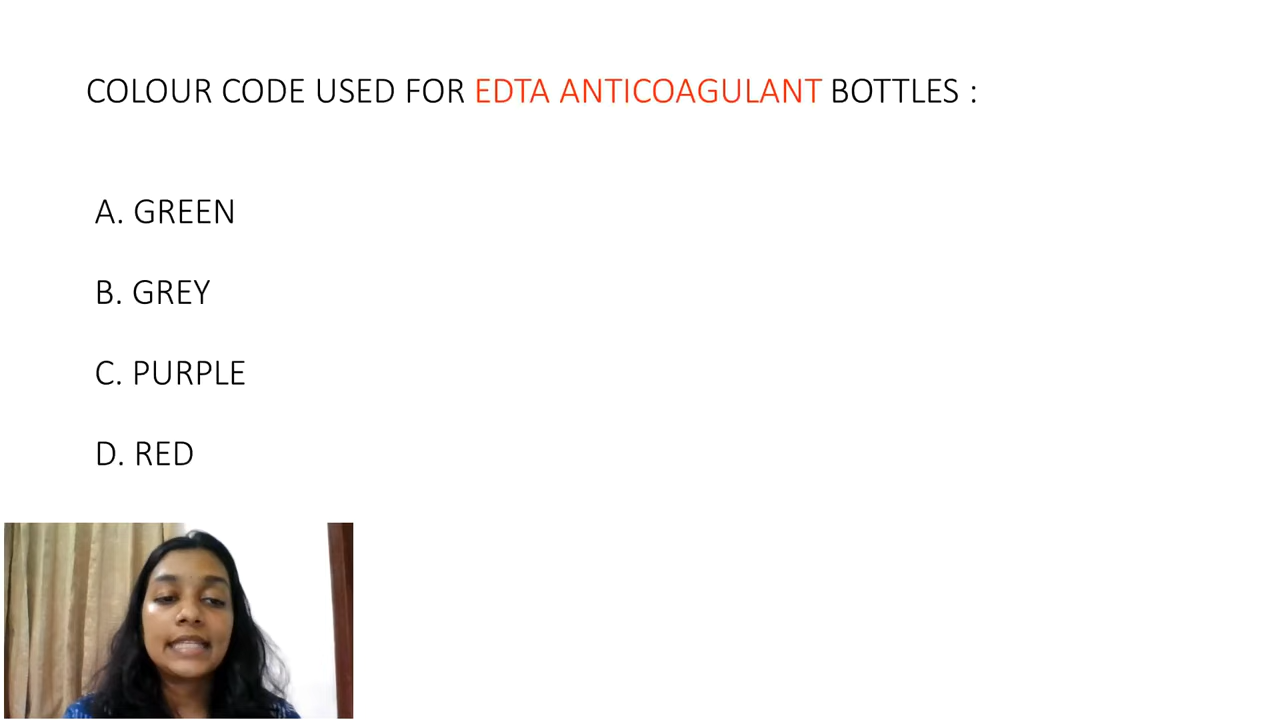 COLOUR CODE USED FOR EDTA ANTICOAGULANT BOTTLES :
A. GREEN
B. GREY
C. PURPLE
D. RED